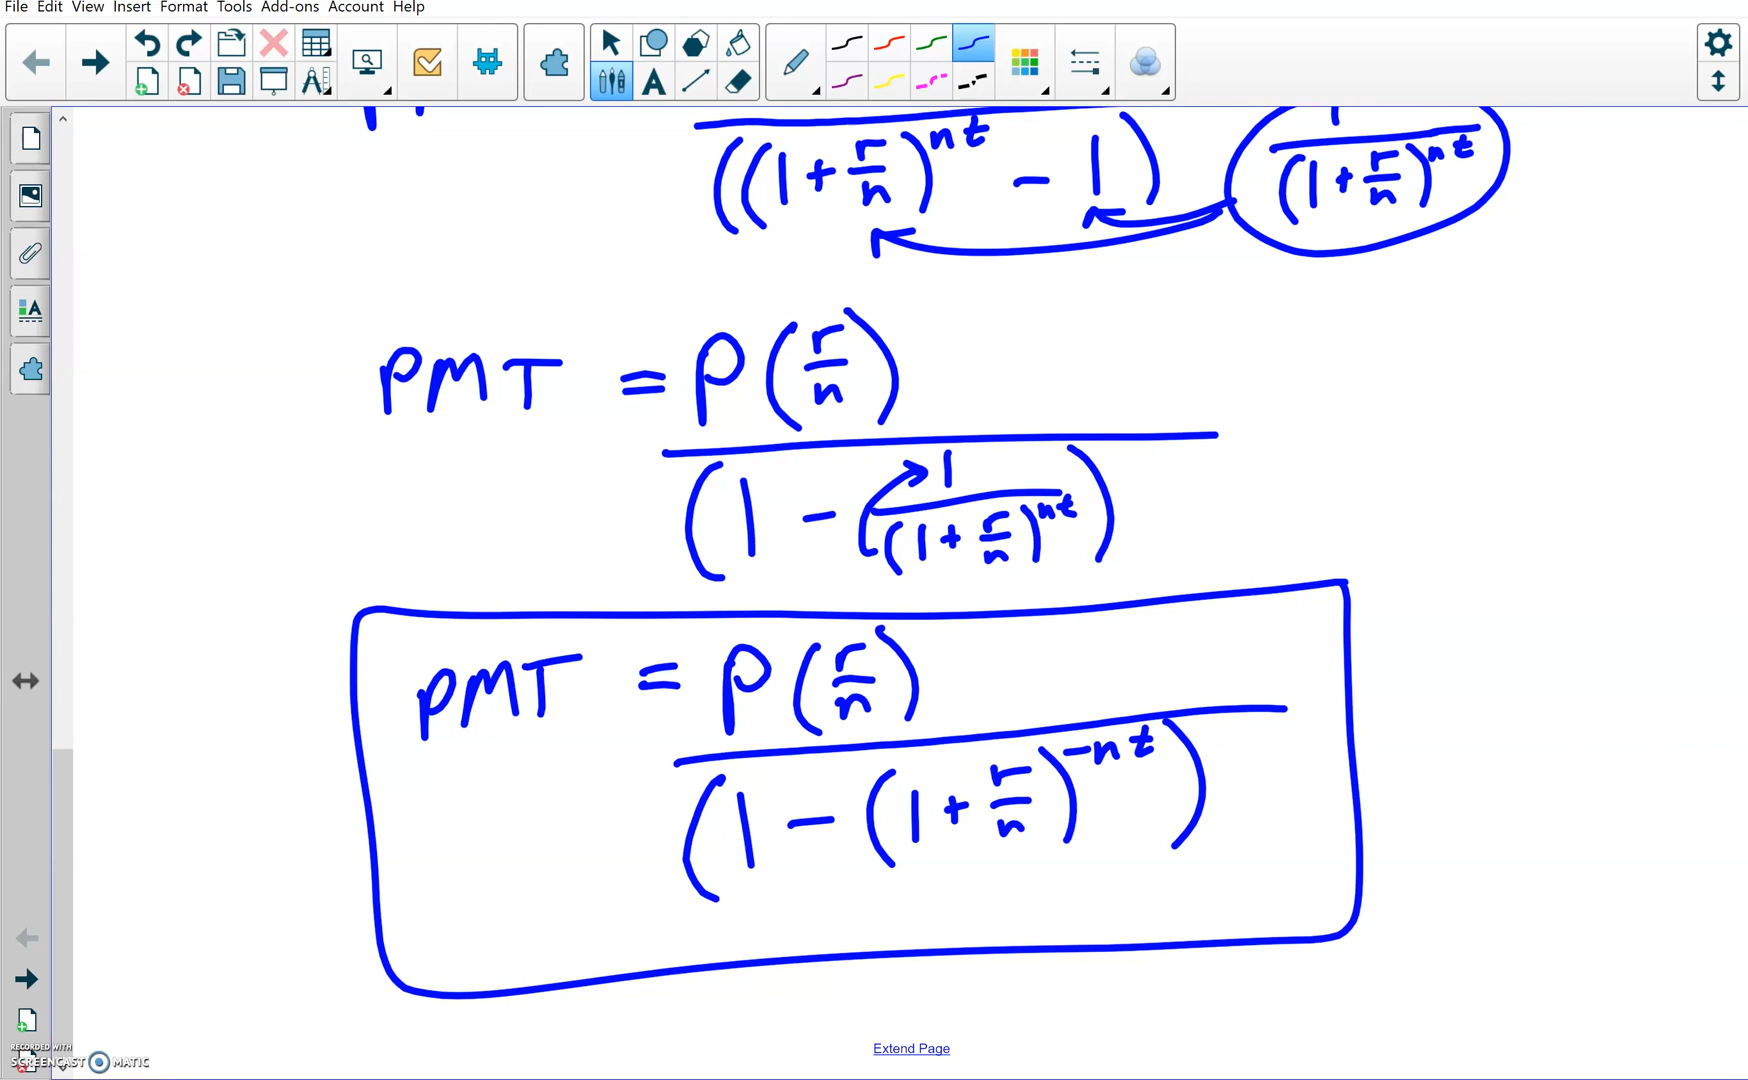 File Edit View Insert Format Tools Add-ons Account Help
((1 + r/n)^nt - 1) 1/(1 + r/n)^nt
PMT = P(r/n)
(1 - 1/(1 + r/n)^nt)
PMT = P(r/n)
(1 - (1 + r/n)^-nt)
Extend Page
RECORDED WITH
SCREENCAST MATIC